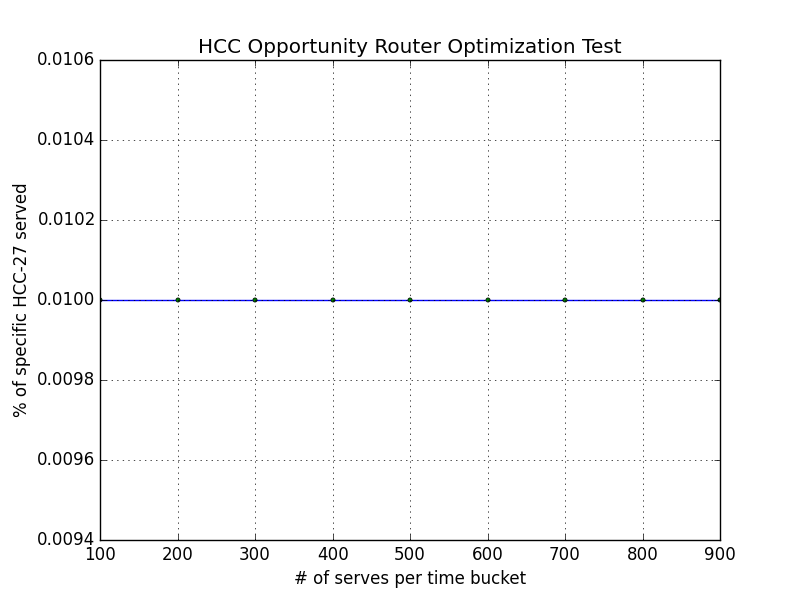 HCC Opportunity Router Optimization Test
0.0106
0.0104
0.0102
0.0100
0.0098
0.0096
0.0094
% of specific HCC-27 served
100 200 300 400 500 600 700 800 900
# of serves per time bucket